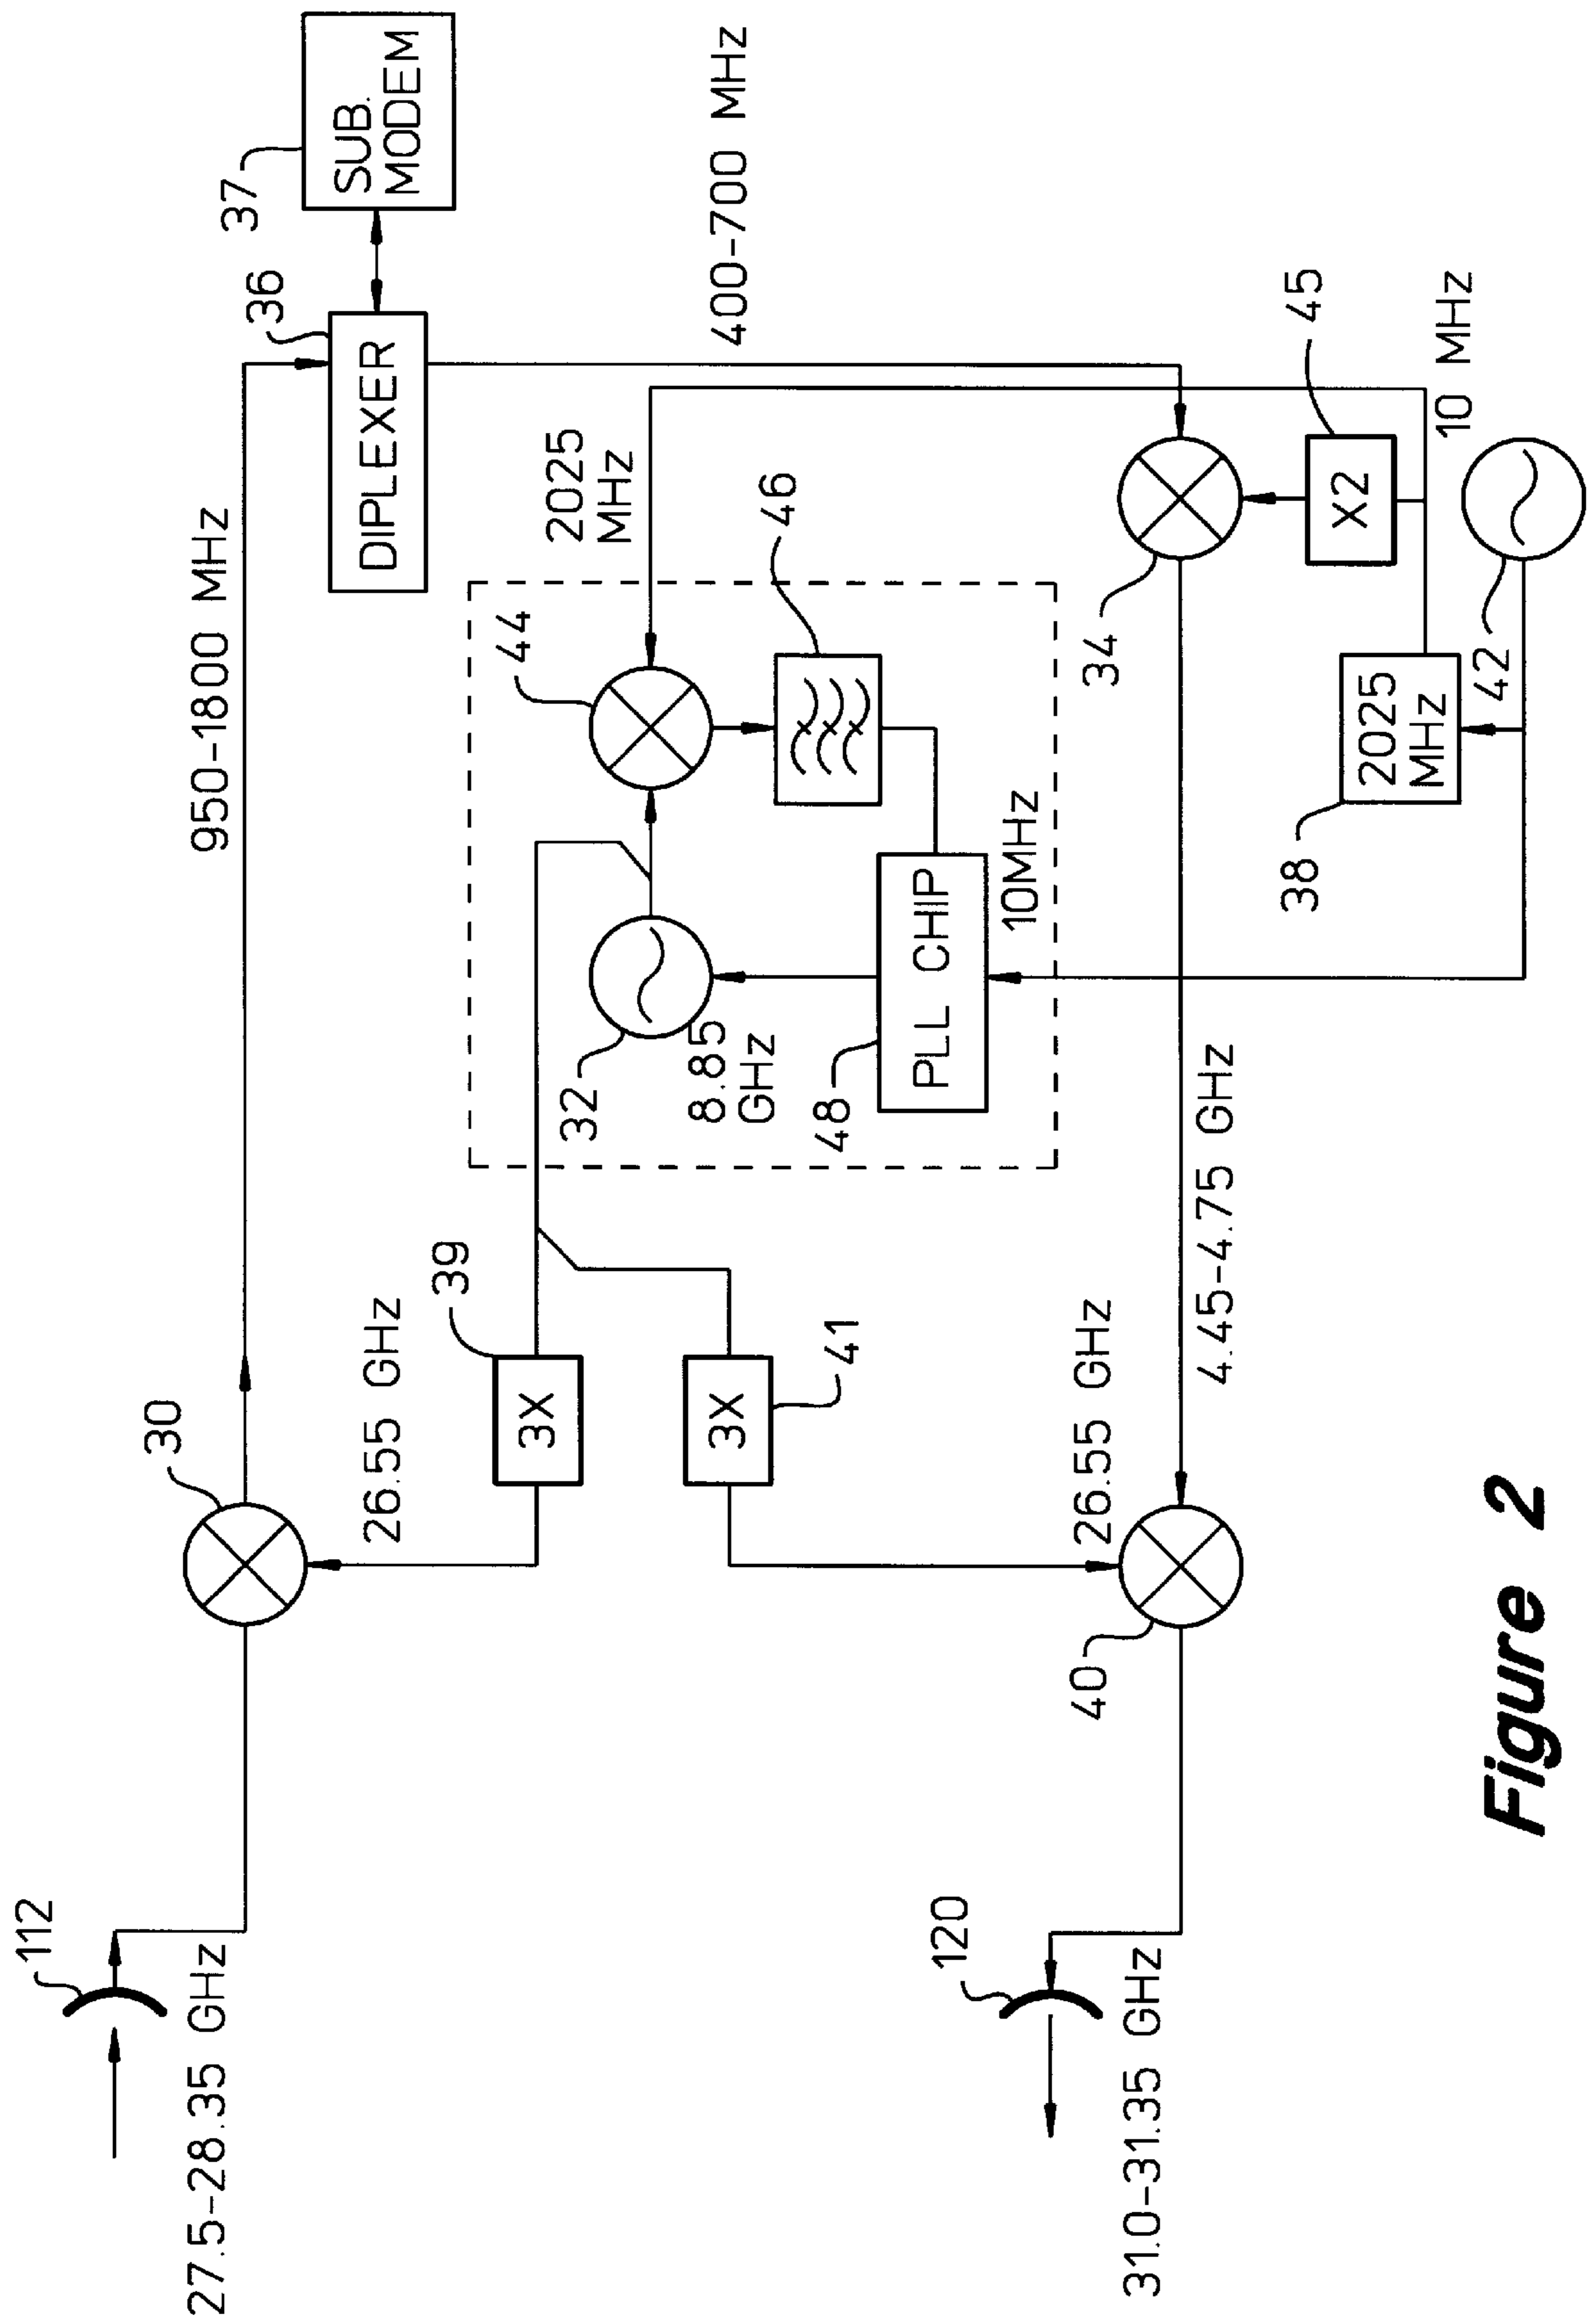 112
27.5-28.35 GHz
30
950-1800 MHz
36
DIPLEXER
37
SUB.
MODEM
26.55 GHz
39
3X
3X
41
26.55 GHz
32
8.85
GHz
44
2025
MHz
46
48
PLL CHIP
10MHz
400-700 MHz
120
31.0-31.35 GHz
40
4.45-4.75 GHz
34
X2
45
38
2025
MHz
42
10 MHz
Figure 2